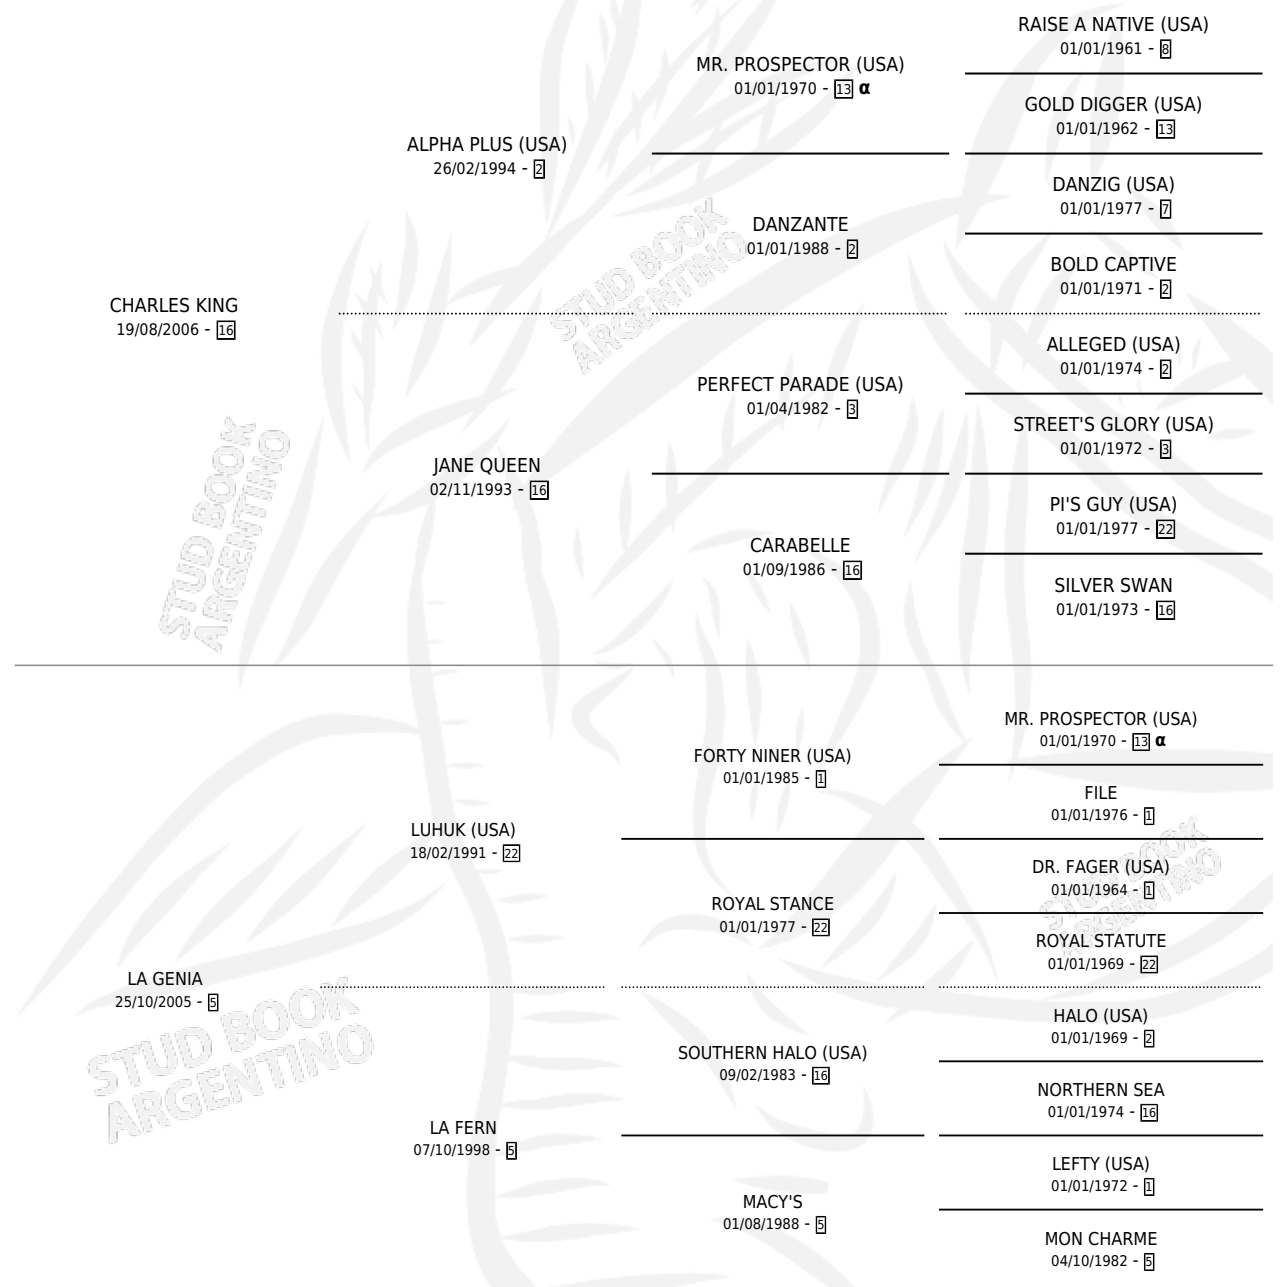 RAISE A NATIVE (USA)
01/01/1961 - 8
MR. PROSPECTOR (USA)
01/01/1970 - 13 α
GOLD DIGGER (USA)
01/01/1962 - 13
ALPHA PLUS (USA)
26/02/1994 - 2
DANZIG (USA)
01/01/1977 - 7
DANZANTE
01/01/1988 - 2
BOLD CAPTIVE
01/01/1971 - 2
CHARLES KING
19/08/2006 - 16
ALLEGED (USA)
01/01/1974 - 2
PERFECT PARADE (USA)
01/04/1982 - 3
STREET'S GLORY (USA)
01/01/1972 - 3
JANE QUEEN
02/11/1993 - 16
PI'S GUY (USA)
01/01/1977 - 22
CARABELLE
01/09/1986 - 16
SILVER SWAN
01/01/1973 - 16
MR. PROSPECTOR (USA)
01/01/1970 - 13 α
FORTY NINER (USA)
01/01/1985 - 1
FILE
01/01/1976 - 1
LUHUK (USA)
18/02/1991 - 22
DR. FAGER (USA)
01/01/1964 - 1
ROYAL STANCE
01/01/1977 - 22
ROYAL STATUTE
01/01/1969 - 22
LA GENIA
25/10/2005 - 5
HALO (USA)
01/01/1969 - 2
SOUTHERN HALO (USA)
09/02/1983 - 16
NORTHERN SEA
01/01/1974 - 16
LA FERN
07/10/1998 - 5
LEFTY (USA)
01/01/1972 - 1
MACY'S
01/08/1988 - 5
MON CHARME
04/10/1982 - 5
STUD BOOK
ARGENTINO
STUD BOOK
ARGENTINO
STUD BOOK
ARGENTINO
STUD BOOK
ARGENTINO